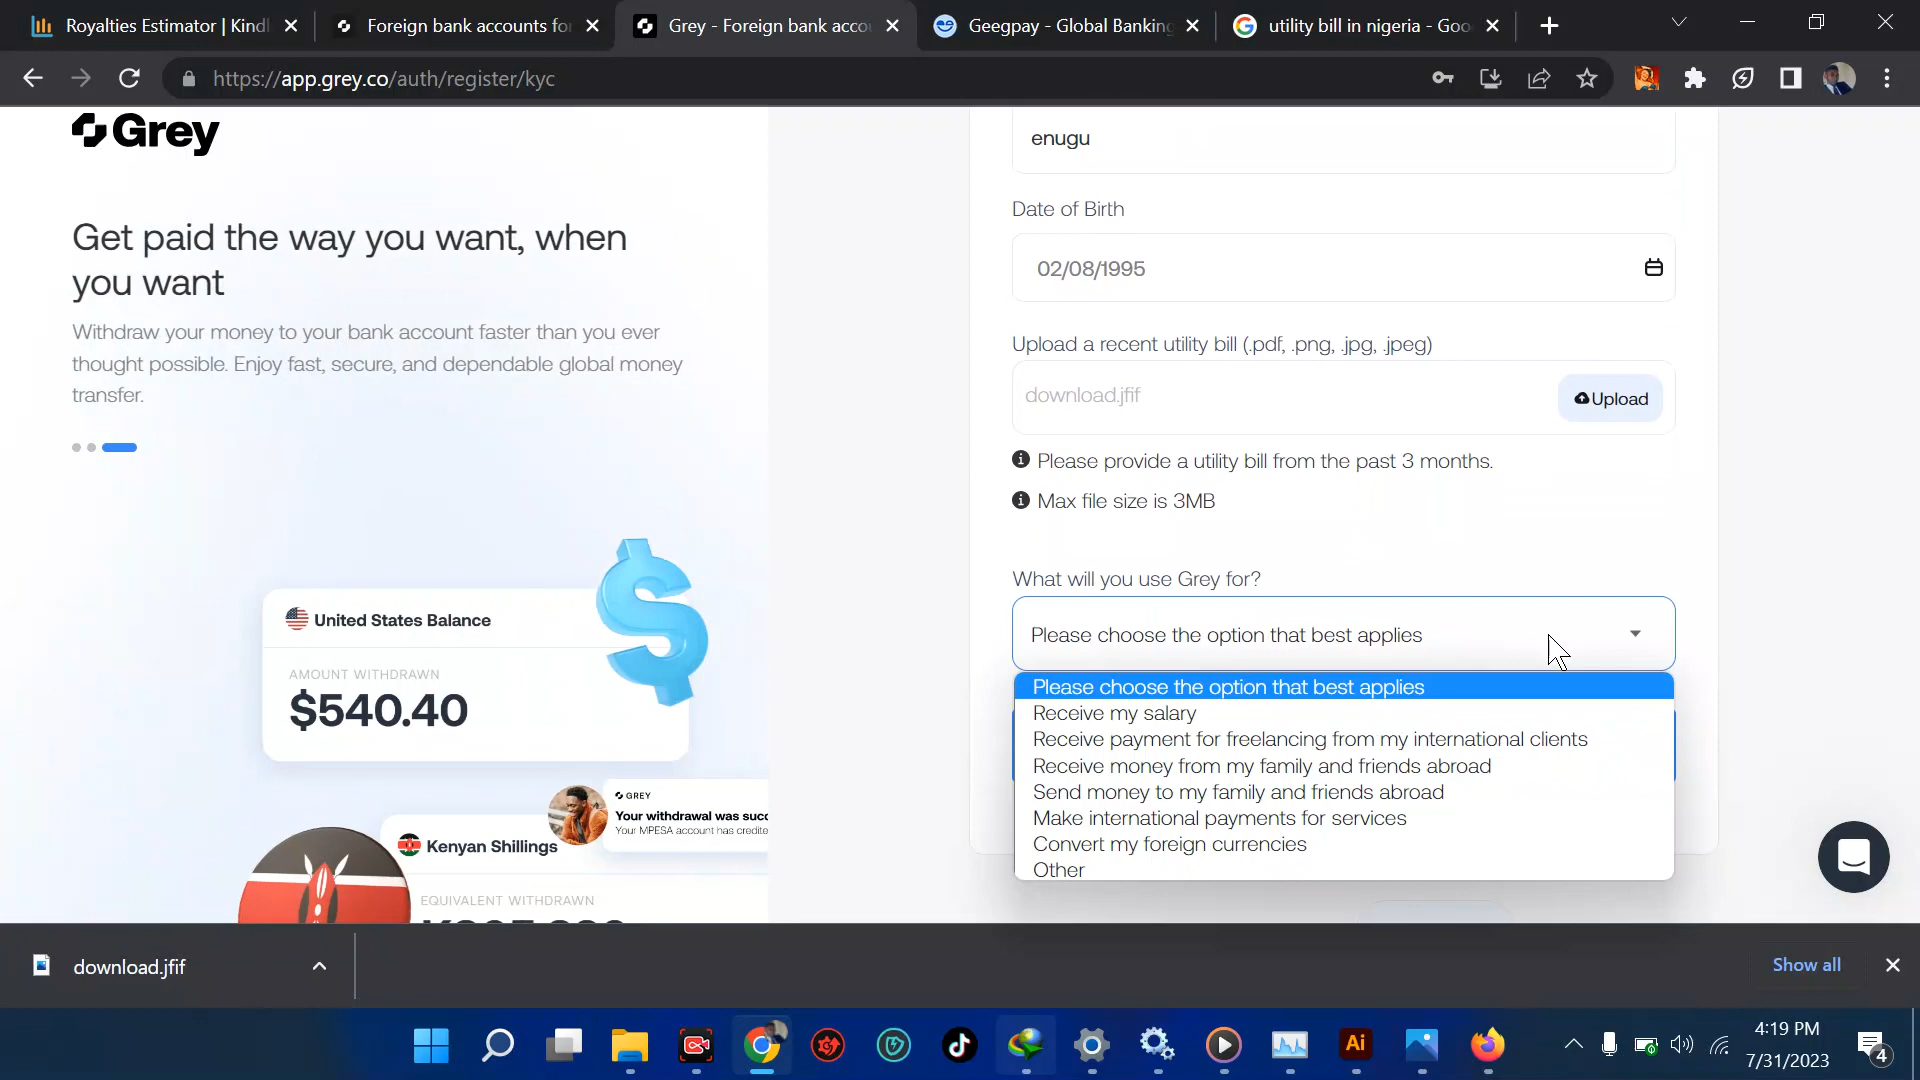 Royalties Estimator | Kindl
Foreign bank accounts fo
Grey - Foreign bank acco
Geegpay - Global Banking
utility bill in nigeria - Goo
https://app.grey.co/auth/register/kyc
Grey
Get paid the way you want, when
you want
Withdraw your money to your bank account faster than you ever
thought possible. Enjoy fast, secure, and dependable global money
transfer.
United States Balance
AMOUNT WITHDRAWN
$540.40
GREY
Your withdrawal was succ
Your MPESA account has credite
Kenyan Shillings
EQUIVALENT WITHDRAWN
enugu
Date of Birth
02/08/1995
Upload a recent utility bill (.pdf, .png, .jpg, .jpeg)
download.jfif
Upload
Please provide a utility bill from the past 3 months.
Max file size is 3MB
What will you use Grey for?
Please choose the option that best applies
Please choose the option that best applies
Receive my salary
Receive payment for freelancing from my international clients
Receive money from my family and friends abroad
Send money to my family and friends abroad
Make international payments for services
Convert my foreign currencies
Other
download.jfif
Show all
Ai
4:19 PM
7/31/2023
4